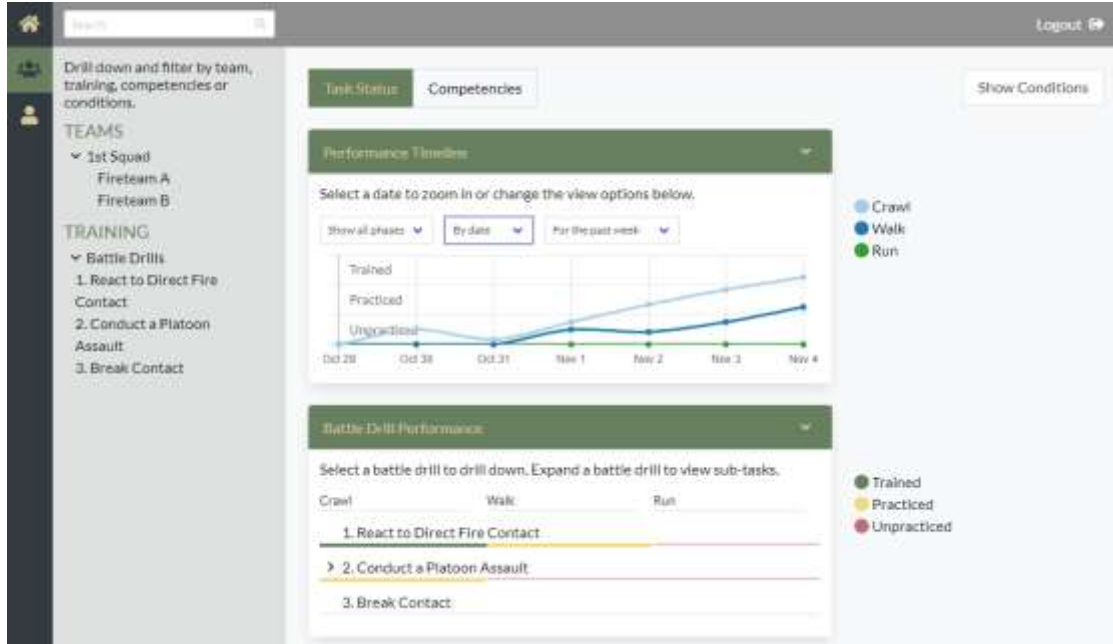 Search
Logout
Drill down and filter by team,
training, competencies or
conditions.
TEAMS
1st Squad
Fireteam A
Fireteam B
TRAINING
Battle Drills
1. React to Direct Fire
Contact
2. Conduct a Platoon
Assault
3. Break Contact
Task Status
Competencies
Show Conditions
Performance Timeline
Select a date to zoom in or change the view options below.
Show all phases
By date
For the past week
Trained
Practiced
Unpracticed
Oct 28
Oct 30
Oct 31
Nov 1
Nov 2
Nov 3
Nov 4
Crawl
Walk
Run
Battle Drill Performance
Select a battle drill to drill down. Expand a battle drill to view sub-tasks.
Crawl
Walk
Run
1. React to Direct Fire Contact
2. Conduct a Platoon Assault
3. Break Contact
Trained
Practiced
Unpracticed